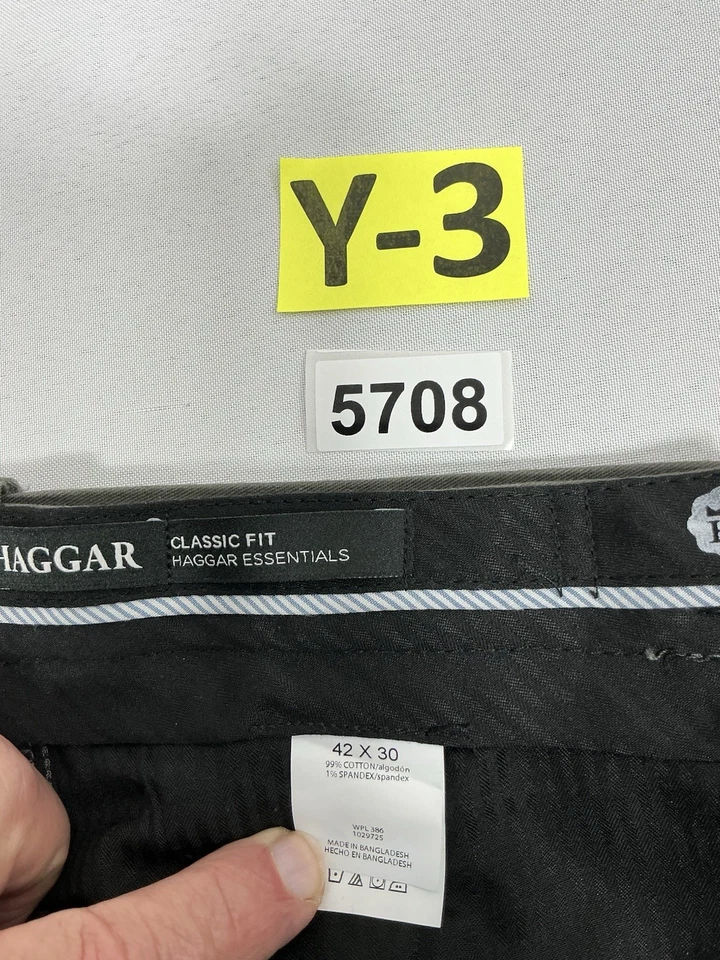 Y-3
5708
HAGGAR
CLASSIC FIT
HAGGAR ESSENTIALS
42 X 30
99% COTTON/algodón
1% SPANDEX/spandex
WPL 386
1029725
MADE IN BANGLADESH
HECHO EN BANGLADESH